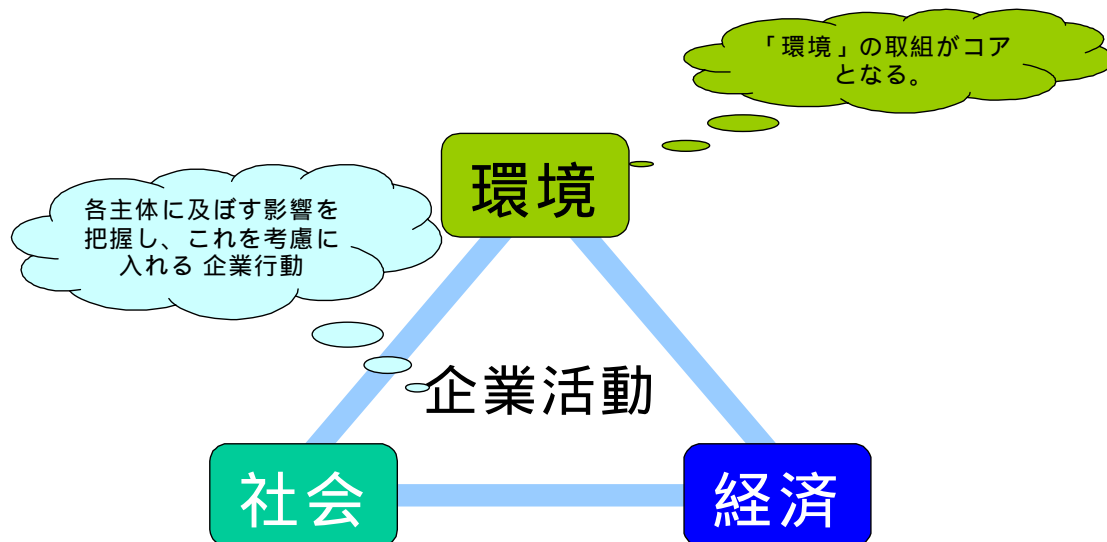 「環境」の取組がコア
となる。
環境
各主体に及ぼす影響を
把握し、これを考慮に
入れる 企業行動
企業活動
社会
経済